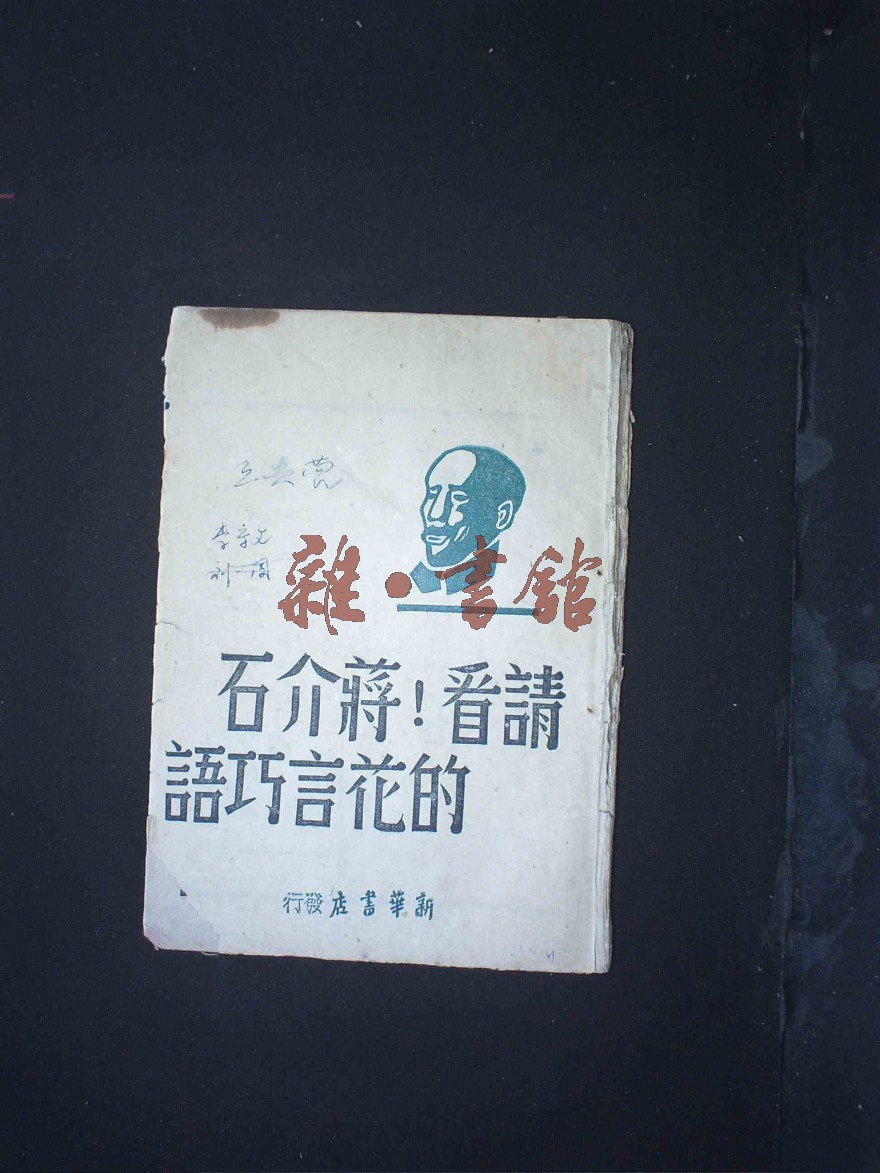 雜·書館
請看！蔣介石
的花言巧語
新華書店發行